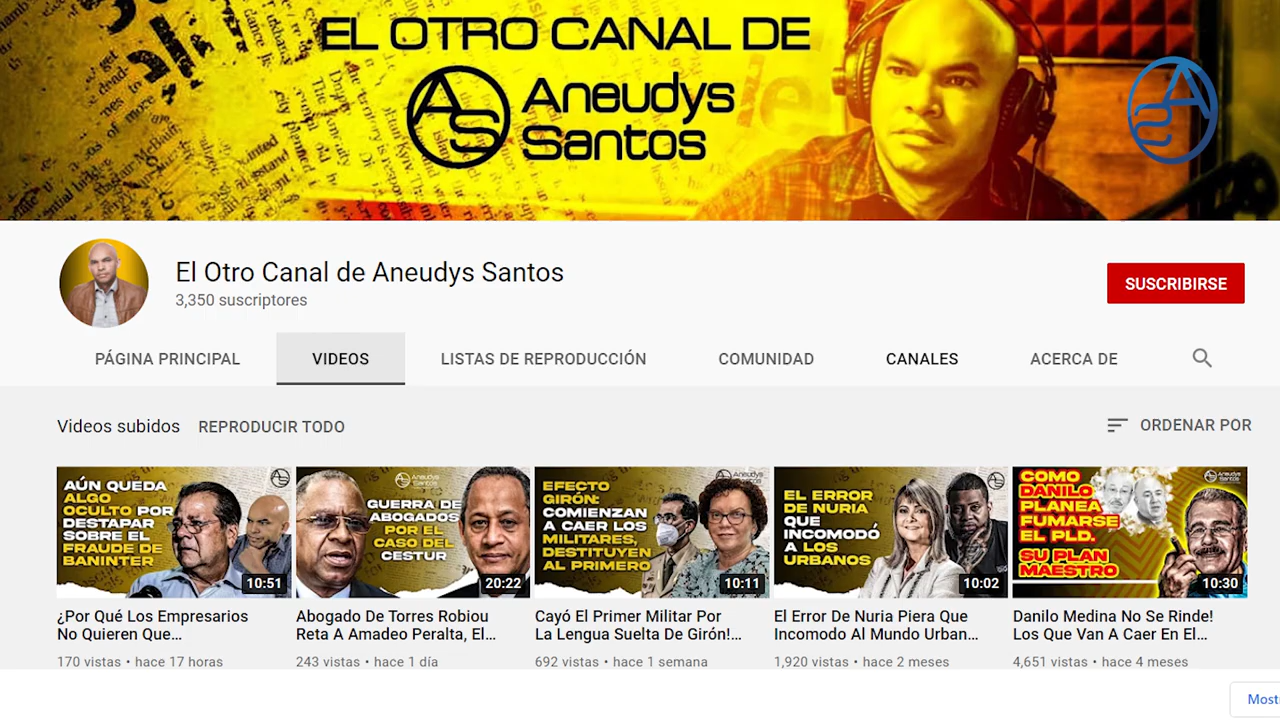 EL OTRO CANAL DE
AS
Aneudys
Santos
AS
El Otro Canal de Aneudys Santos
3,350 suscriptores
SUSCRIBIRSE
PÁGINA PRINCIPAL
VIDEOS
LISTAS DE REPRODUCCIÓN
COMUNIDAD
CANALES
ACERCA DE
Videos subidos
REPRODUCIR TODO
ORDENAR POR
AÚN QUEDA
ALGO
OCULTO POR
DESTAPAR
SOBRE EL
FRAUDE DE
BANINTER
10:51
Aneudys
Santos
GUERRA DE
ABOGADOS
POR EL
CASO DEL
CESTUR
20:22
Aneudys
Santos
EFECTO
GIRÓN:
COMIENZAN
A CAER LOS
MILITARES,
DESTITUYEN
AL PRIMERO
10:11
EL ERROR
DE NURIA
QUE
INCOMODÓ
A LOS
URBANOS
10:02
Aneudys
Santos
COMO
DANILO
PLANEA
FUMARSE
EL PLD.
SU PLAN
MAESTRO
10:30
¿Por Qué Los Empresarios
No Quieren Que...
170 vistas • hace 17 horas
Abogado De Torres Robiou
Reta A Amadeo Peralta, El...
243 vistas • hace 1 día
Cayó El Primer Militar Por
La Lengua Suelta De Girón!...
692 vistas • hace 1 semana
El Error De Nuria Piera Que
Incomodo Al Mundo Urban...
1,920 vistas • hace 2 meses
Danilo Medina No Se Rinde!
Los Que Van A Caer En El...
4,651 vistas • hace 4 meses